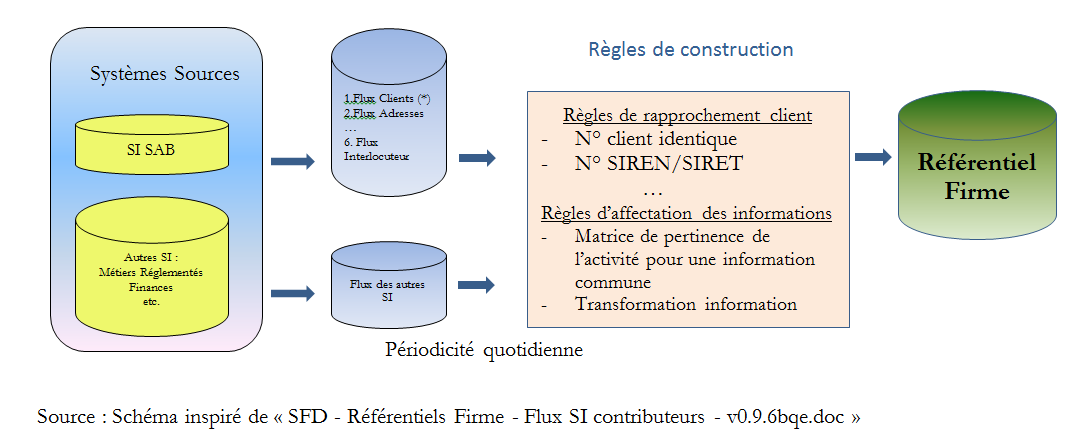 Systèmes Sources
SI SAB
Autres SI :
Métiers Réglementés
Finances
etc.
1.Flux Clients (*)
2.Flux Adresses
…
6. Flux
Interlocuteur
Flux des autres
SI
Périodicité quotidienne
Règles de construction
Règles de rapprochement client
- N° client identique
- N° SIREN/SIRET
…
Règles d’affectation des informations
- Matrice de pertinence de
l’activité pour une information
commune
- Transformation information
Référentiel
Firme
Source : Schéma inspiré de « SFD - Référentiels Firme - Flux SI contributeurs - v0.9.6bqe.doc »